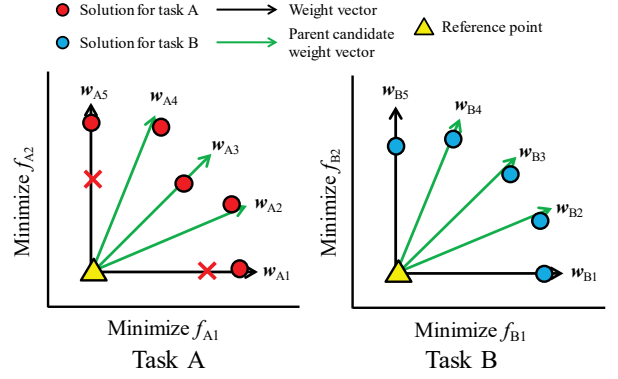 Solution for task A
Weight vector
Solution for task B
Parent candidate
weight vector
Reference point
wA5
wA4
wA3
wA2
wA1
Minimize fA2
Minimize fA1
Task A
wB5
wB4
wB3
wB2
wB1
Minimize fB2
Minimize fB1
Task B